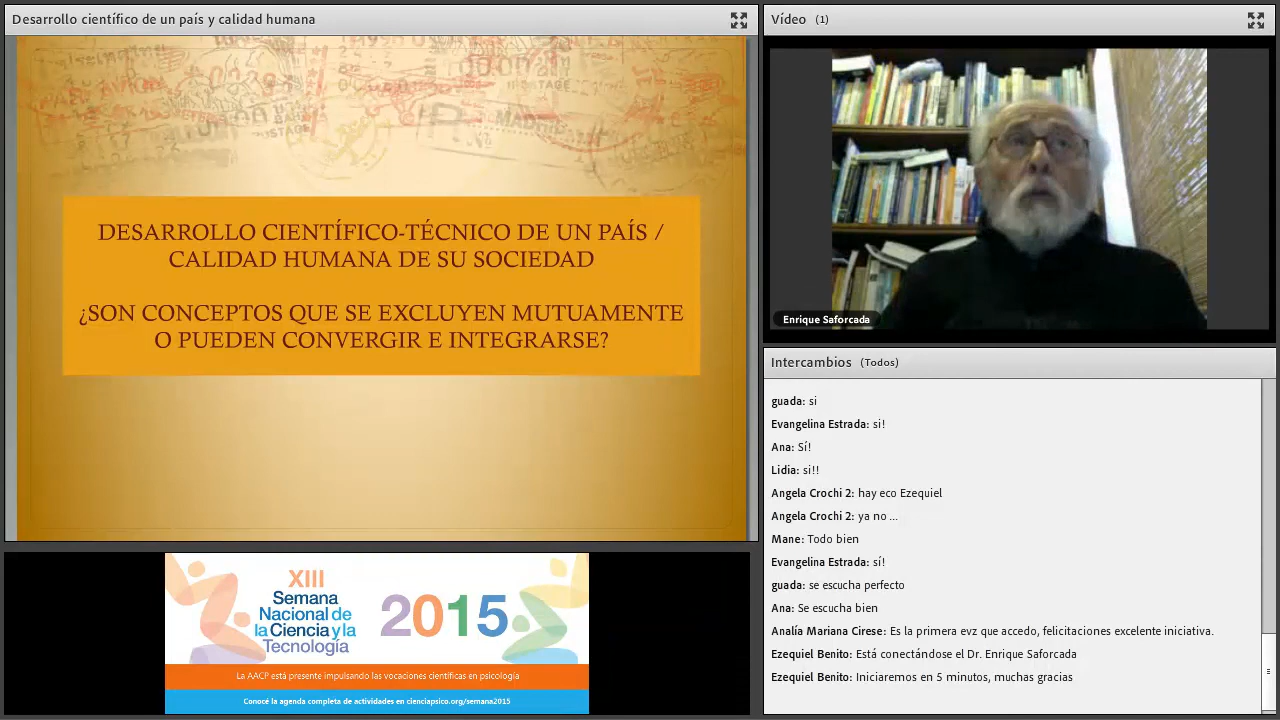 Desarrollo científico de un país y calidad humana
MADRID
DESARROLLO CIENTÍFICO-TÉCNICO DE UN PAÍS /
CALIDAD HUMANA DE SU SOCIEDAD
¿SON CONCEPTOS QUE SE EXCLUYEN MUTUAMENTE
O PUEDEN CONVERGIR E INTEGRARSE?
XIII
Semana
Nacional de
la Ciencia y la
Tecnología
2015
La AACP está presente impulsando las vocaciones científicas en psicología
Conocé la agenda completa de actividades en cienciapsico.org/semana2015
Vídeo (1)
Enrique Saforcada
Intercambios (Todos)
guada: si
Evangelina Estrada: si!
Ana: Sí!
Lidia: si!!
Angela Crochi 2: hay eco Ezequiel
Angela Crochi 2: ya no ...
Mane: Todo bien
Evangelina Estrada: sí!
guada: se escucha perfecto
Ana: Se escucha bien
Analía Mariana Cirese: Es la primera evz que accedo, felicitaciones excelente iniciativa.
Ezequiel Benito: Está conectándose el Dr. Enrique Saforcada
Ezequiel Benito: Iniciaremos en 5 minutos, muchas gracias